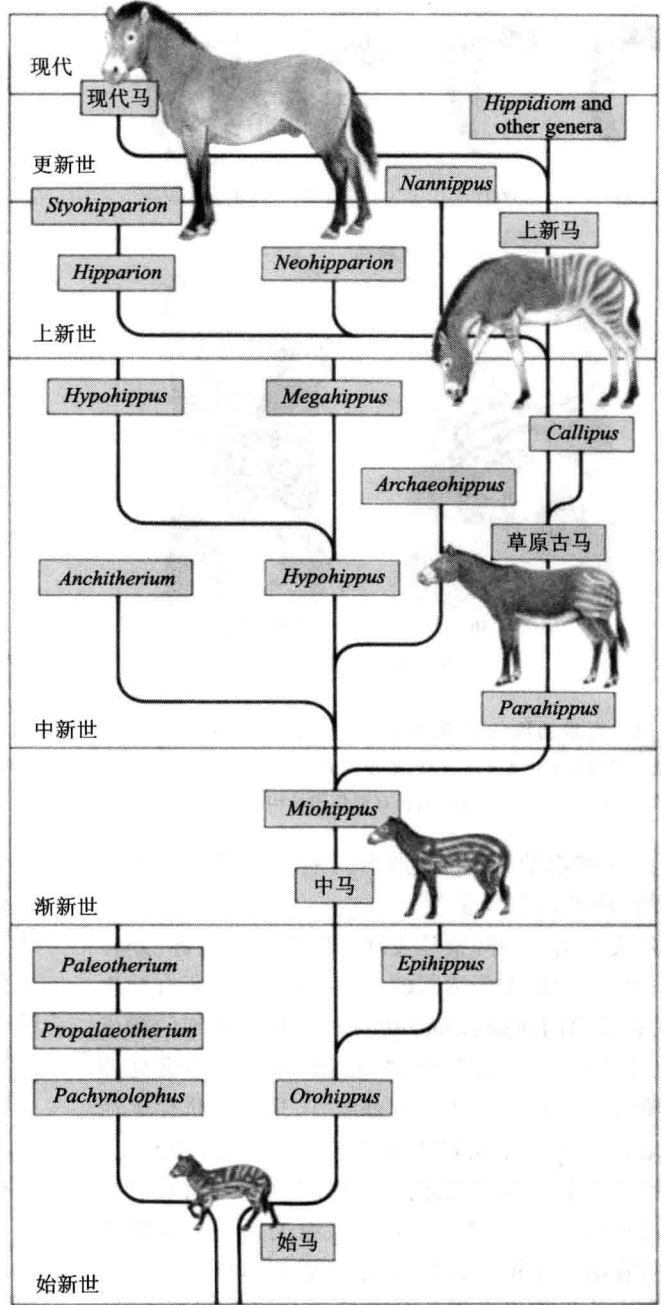 现代
现代马
Hippidiom and
other genera
更新世
Nannippus
Styohipparion
上新马
Hipparion
Neohipparion
上新世
Hypohippus
Megahippus
Callipus
Archaeohippus
草原古马
Anchitherium
Hypohippus
Parahippus
中新世
Miohippus
中马
渐新世
Paleotherium
Epihippus
Propalaeotherium
Pachynolophus
Orohippus
始马
始新世